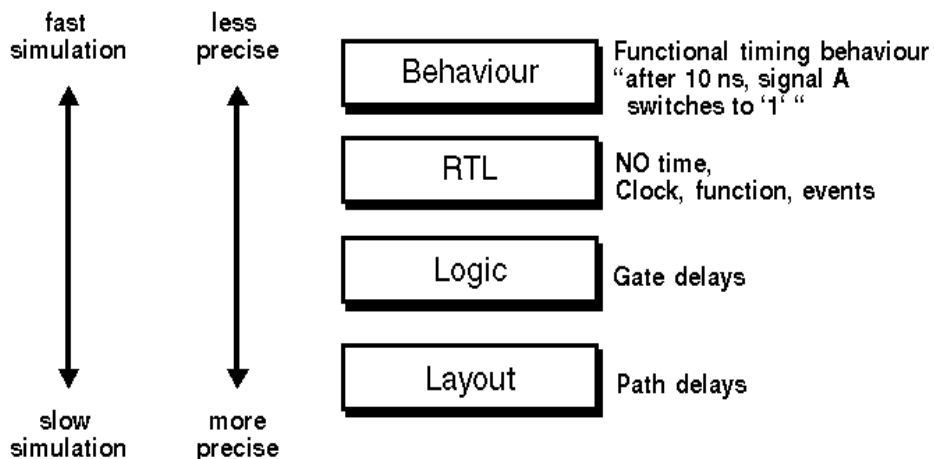 fast
simulation
less
precise
Behaviour
Functional timing behaviour
“after 10 ns, signal A
switches to ‘1‘ “
RTL
NO time,
Clock, function, events
Logic
Gate delays
Layout
Path delays
slow
simulation
more
precise